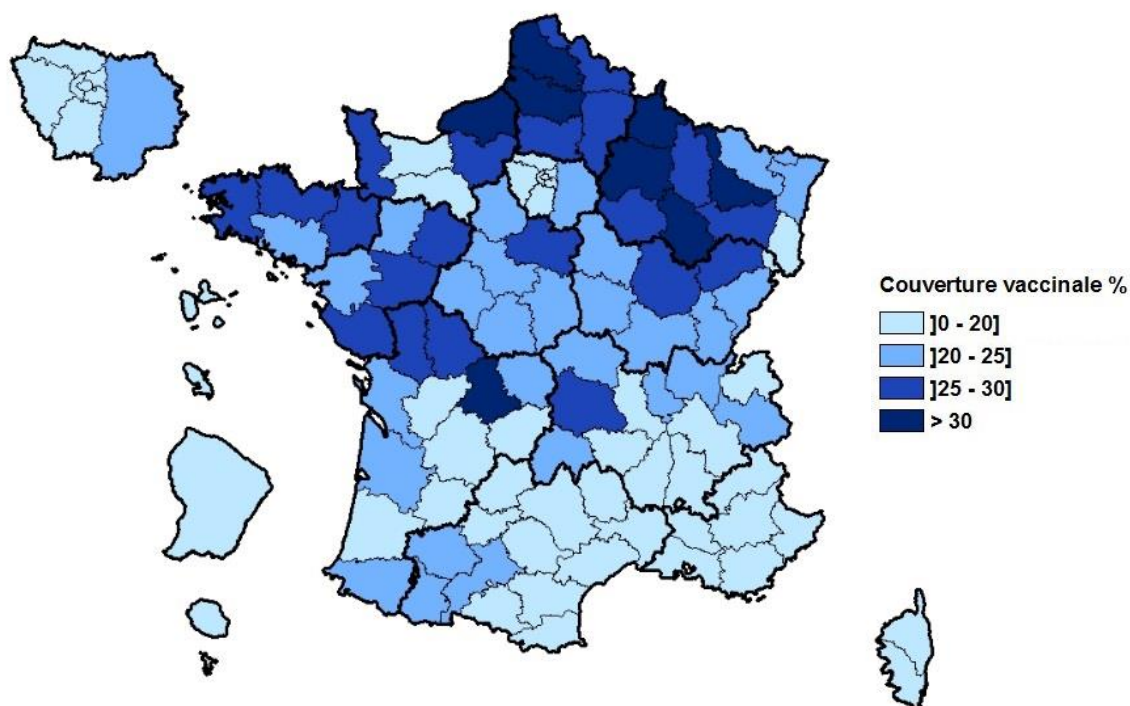 Couverture vaccinale %
]0 - 20]
]20 - 25]
]25 - 30]
> 30